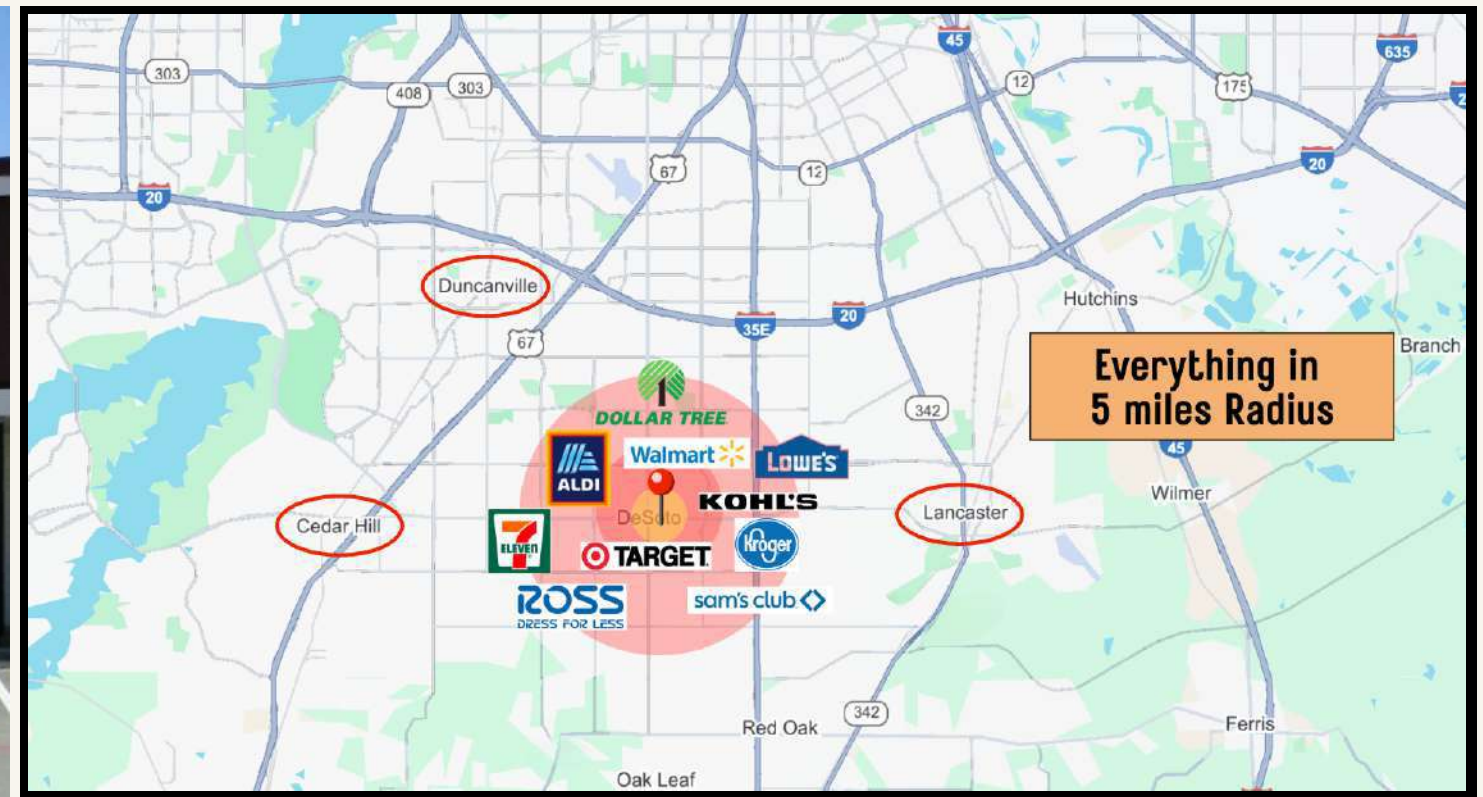 45
635
303
408
303
12
175
2
67
12
20
20
Duncanville
Hutchins
35E
20
67
Everything in
5 miles Radius
Branch
1
DOLLAR TREE
342
ALDI
Walmart
LOWE'S
45
KOHL'S
Wilmer
Cedar Hill
DeSoto
Lancaster
7
ELEVEN
TARGET
Kroger
ROSS
DRESS FOR LESS
sam's club
342
Red Oak
Ferris
Oak Leaf